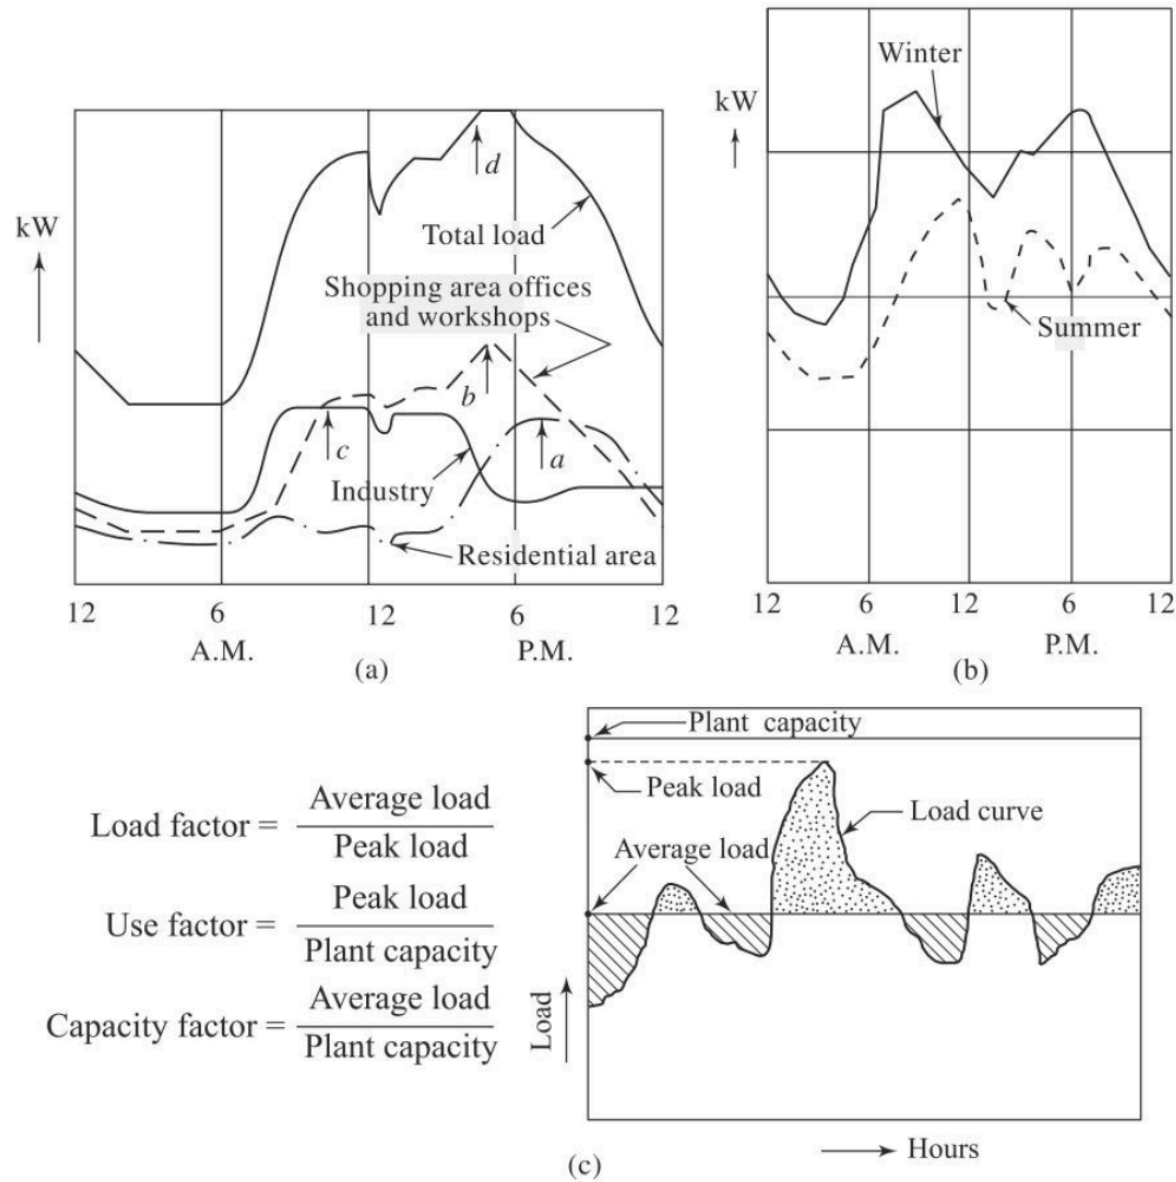 kW
d
Total load
Shopping area offices
and workshops
b
c
a
Industry
Residential area
12 6 12 6 12
A.M. P.M.
(a)
Winter
kW
Summer
12 6 12 6 12
A.M. P.M.
(b)
Load factor = Average load
Peak load
Use factor = Peak load
Plant capacity
Capacity factor = Average load
Plant capacity
Plant capacity
Peak load
Load curve
Average load
Load
Hours
(c)